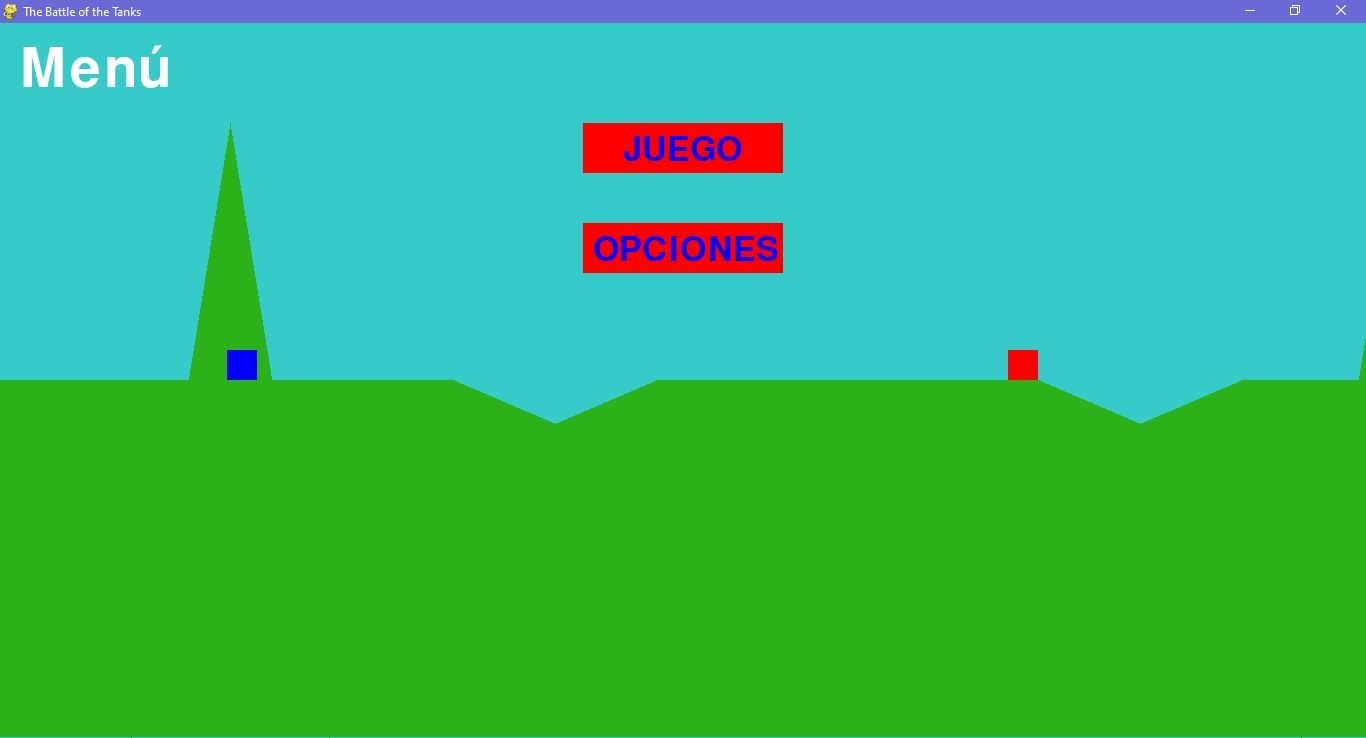 The Battle of the Tanks
Menú
JUEGO
OPCIONES